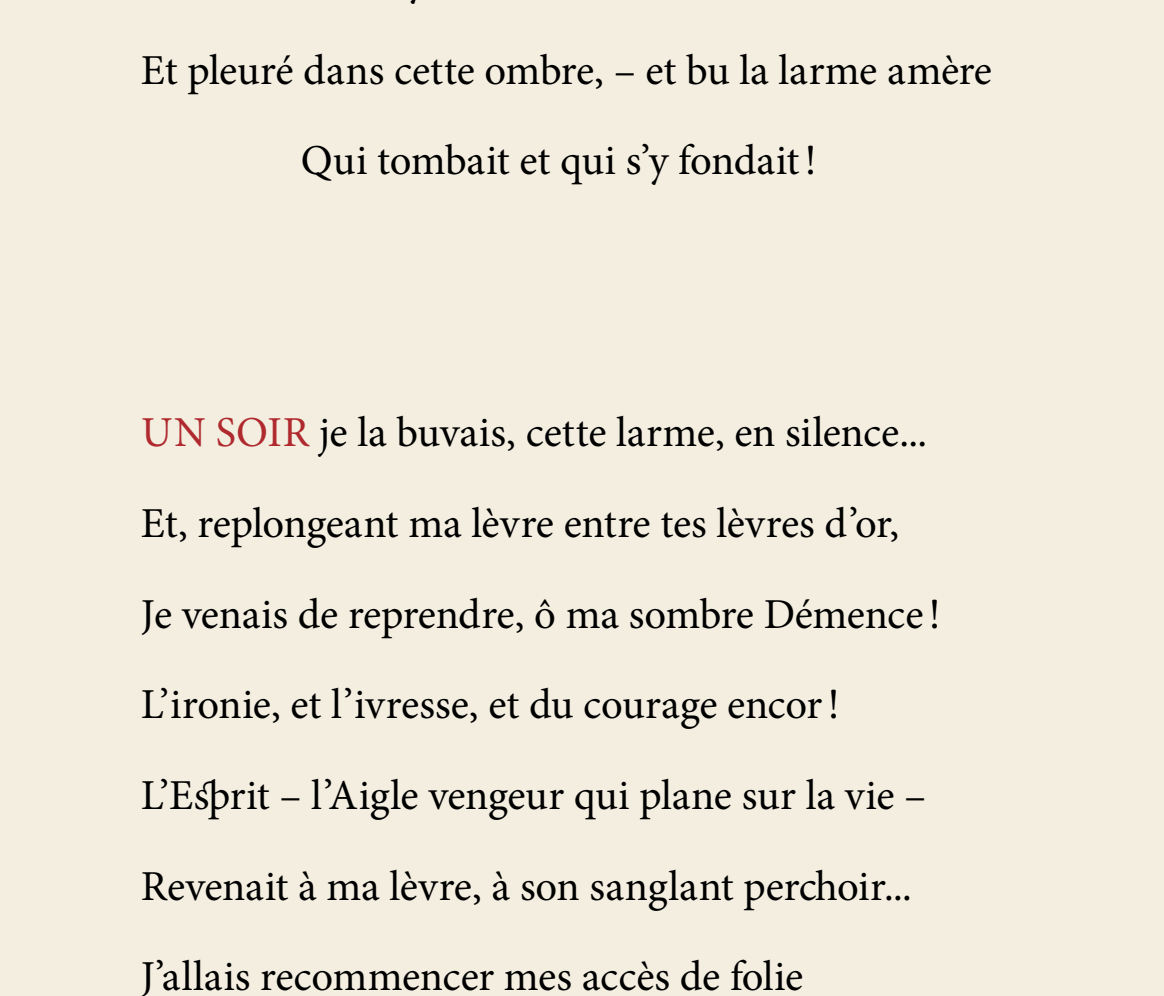 Et pleuré dans cette ombre, – et bu la larme amère
Qui tombait et qui s’y fondait !
UN SOIR je la buvais, cette larme, en silence...
Et, replongeant ma lèvre entre tes lèvres d’or,
Je venais de reprendre, ô ma sombre Démence !
L’ironie, et l’ivresse, et du courage encor !
L’Esprit – l’Aigle vengeur qui plane sur la vie –
Revenait à ma lèvre, à son sanglant perchoir...
J’allais recommencer mes accès de folie